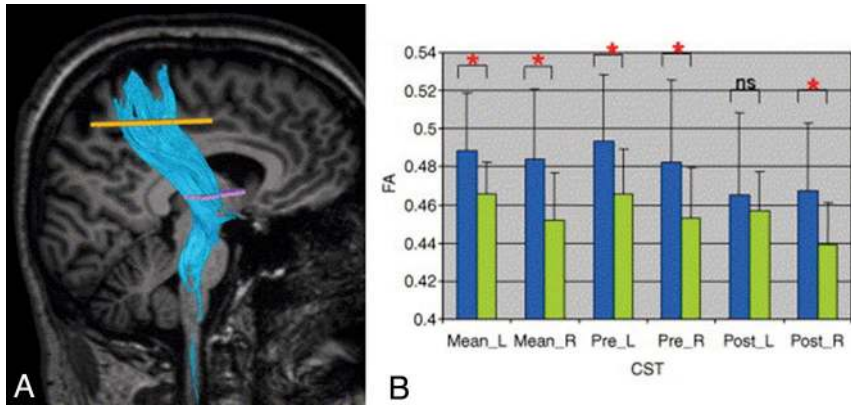 A
B
FA
0.54
0.52
0.5
0.48
0.46
0.44
0.42
0.4
* * * * ns *
Mean_L Mean_R Pre_L Pre_R Post_L Post_R
CST